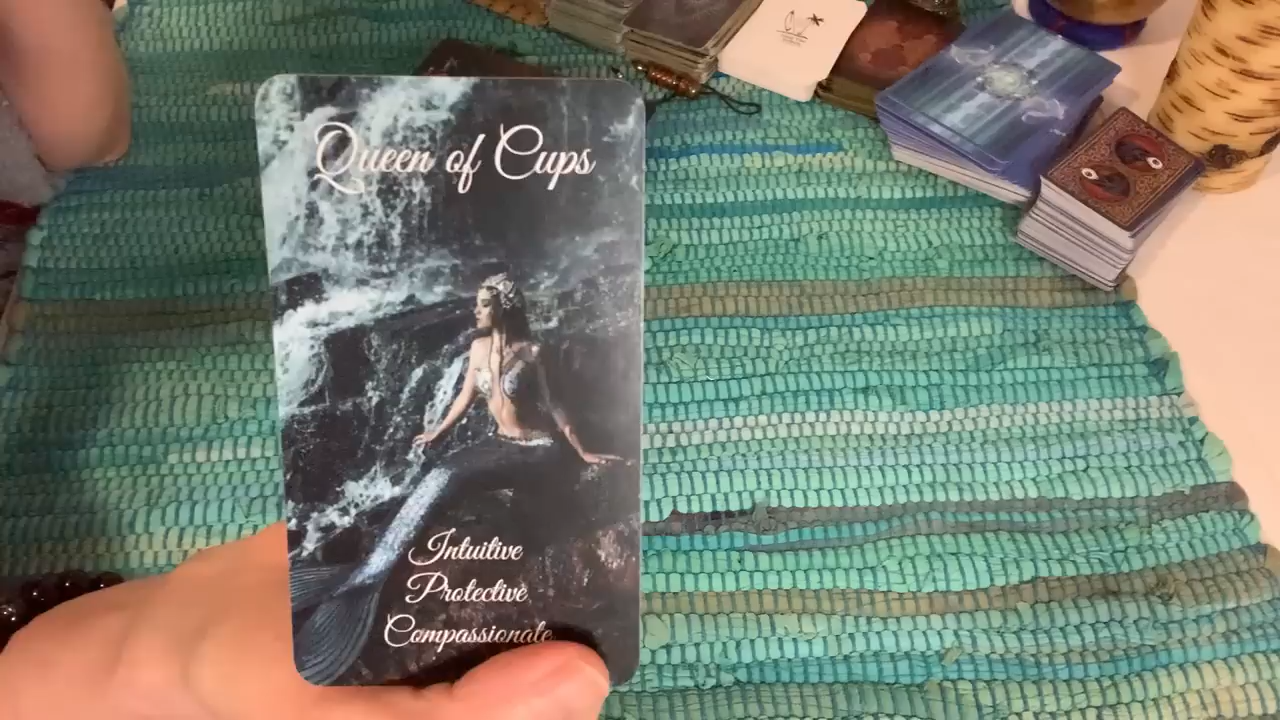 Queen of Cups
Intuitive
Protective
Compassionate